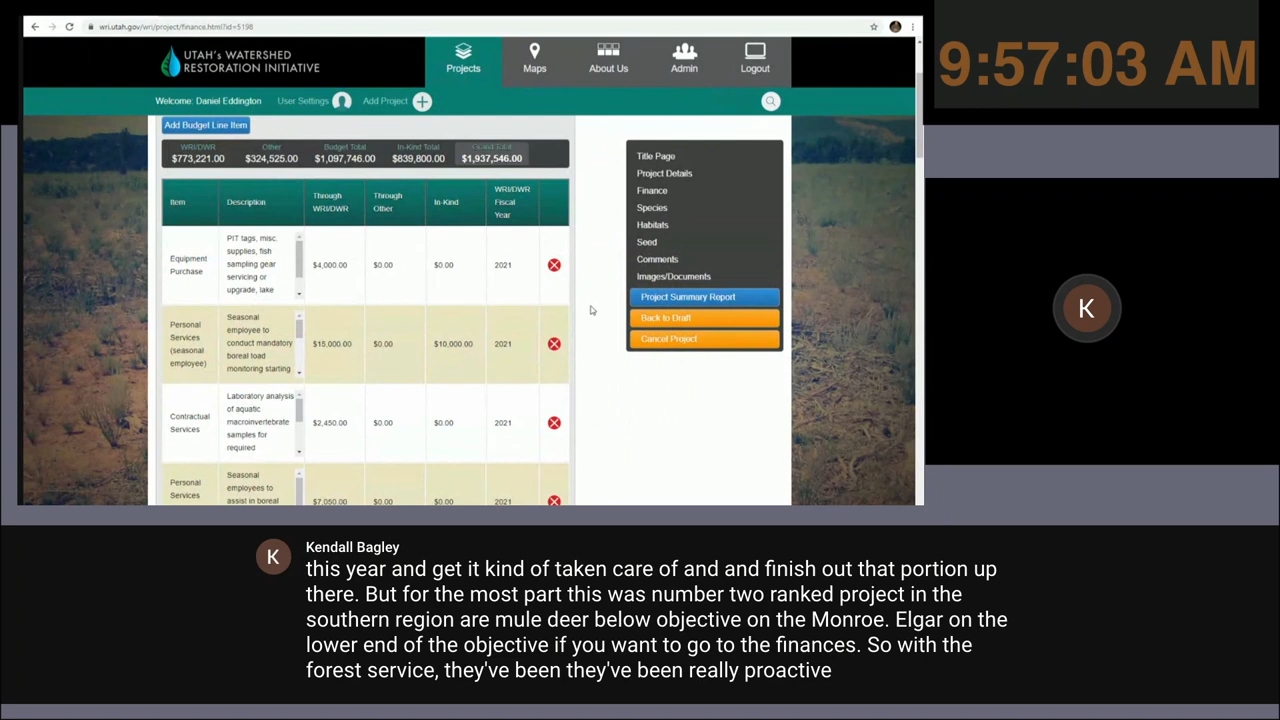 wri.utah.gov/wri/project/finance.html?id=5198
9:57:03 AM
UTAH's WATERSHED
RESTORATION INITIATIVE
Projects
Maps
About Us
Admin
Logout
Welcome: Daniel Eddington
User Settings
Add Project
Add Budget Line Item
WRI/DWR Other Budget Total In-Kind Total Grand Total
$773,221.00 $324,525.00 $1,097,746.00 $839,800.00 $1,937,546.00
Item
Description
Through
WRI/DWR
Through
Other
In-Kind
WRI/DWR
Fiscal
Year
Equipment
Purchase
PIT tags, misc.
supplies, fish
sampling gear
servicing or
upgrade, lake
$4,000.00 $0.00 $0.00 2021
Personal
Services
(seasonal
employee)
Seasonal
employee to
conduct mandatory
boreal toad
monitoring starting
$15,000.00 $0.00 $10,000.00 2021
Contractual
Services
Laboratory analysis
of aquatic
macroinvertebrate
samples for
required
$2,450.00 $0.00 $0.00 2021
Personal
Services
Seasonal
employees to
assist in boreal
$7,050.00 $0.00 $0.00 2021
Title Page
Project Details
Finance
Species
Habitats
Seed
Comments
Images/Documents
Project Summary Report
Back to Draft
Cancel Project
K
K
Kendall Bagley
this year and get it kind of taken care of and and finish out that portion up
there. But for the most part this was number two ranked project in the
southern region are mule deer below objective on the Monroe. Elgar on the
lower end of the objective if you want to go to the finances. So with the
forest service, they've been they've been really proactive